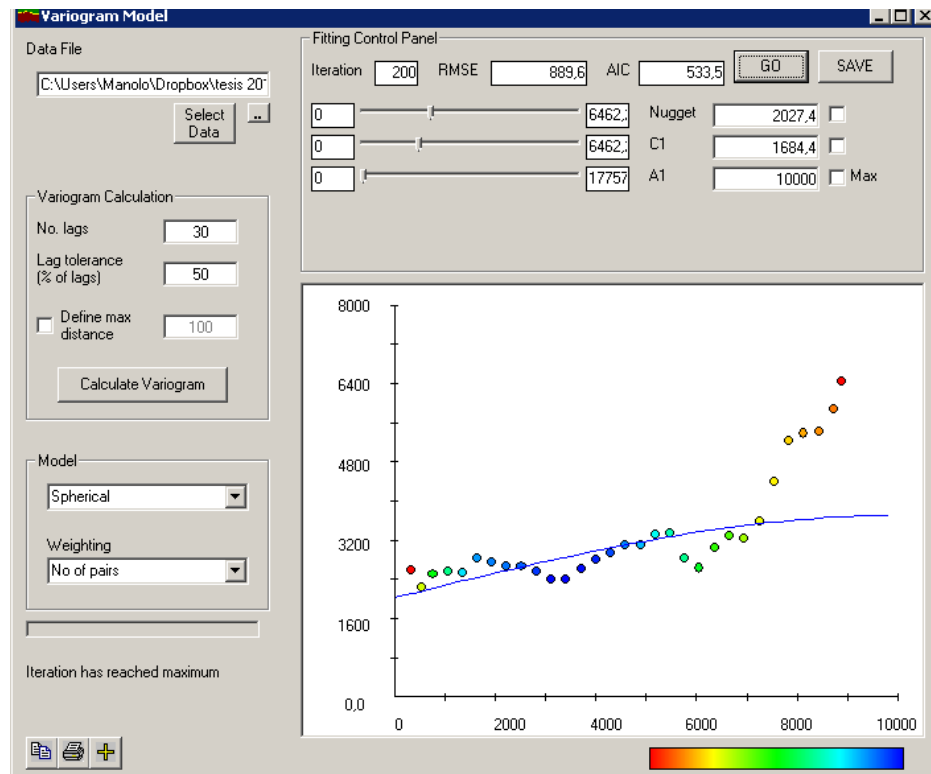 Variogram Model
Data File
C:\Users\Manolo\Dropbox\tesis 20
Select Data
..
Variogram Calculation
No. lags 30
Lag tolerance (% of lags) 50
Define max distance 100
Calculate Variogram
Model
Spherical
Weighting
No of pairs
Iteration has reached maximum
Fitting Control Panel
Iteration 200 RMSE 889,6 AIC 533,5 GO SAVE
0 6462, Nugget 2027,4
0 6462, C1 1684,4
0 17757 A1 10000 Max
8000
6400
4800
3200
1600
0,0
0 2000 4000 6000 8000 10000